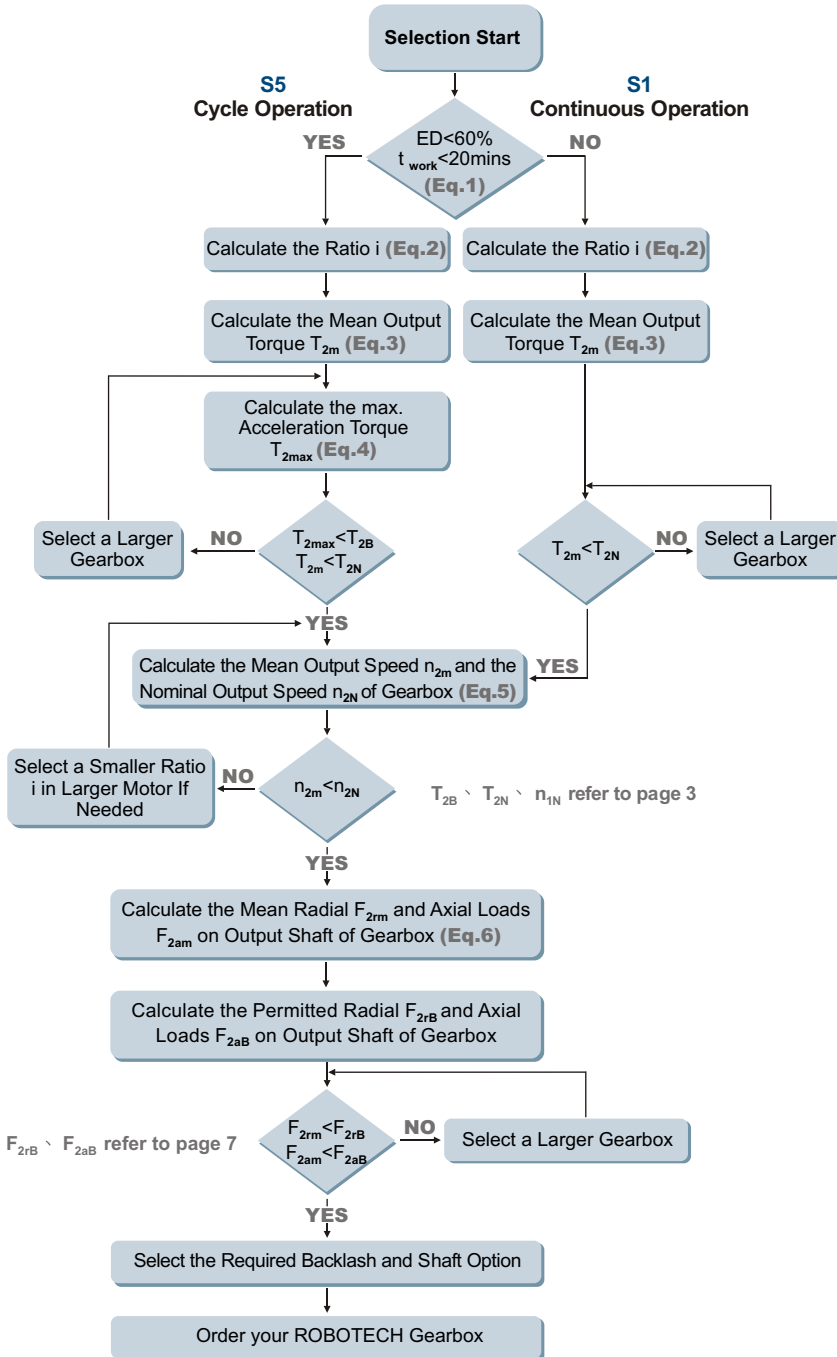 Selection Start
S5
Cycle Operation
S1
Continuous Operation
YES
ED<60%
t work<20mins
(Eq.1)
NO
Calculate the Ratio i (Eq.2)
Calculate the Ratio i (Eq.2)
Calculate the Mean Output
Torque T2m (Eq.3)
Calculate the Mean Output
Torque T2m (Eq.3)
Calculate the max.
Acceleration Torque
T2max (Eq.4)
Select a Larger
Gearbox
NO
T2max<T2B
T2m<T2N
T2m<T2N
NO
Select a Larger
Gearbox
YES
YES
Calculate the Mean Output Speed n2m and the
Nominal Output Speed n2N of Gearbox (Eq.5)
Select a Smaller Ratio
i in Larger Motor If
Needed
NO
n2m<n2N
T2B、 T2N、 n1N refer to page 3
YES
Calculate the Mean Radial F2rm and Axial Loads
F2am on Output Shaft of Gearbox (Eq.6)
Calculate the Permitted Radial F2rB and Axial
Loads F2aB on Output Shaft of Gearbox
F2rB、 F2aB refer to page 7
F2rm<F2rB
F2am<F2aB
NO
Select a Larger Gearbox
YES
Select the Required Backlash and Shaft Option
Order your ROBOTECH Gearbox